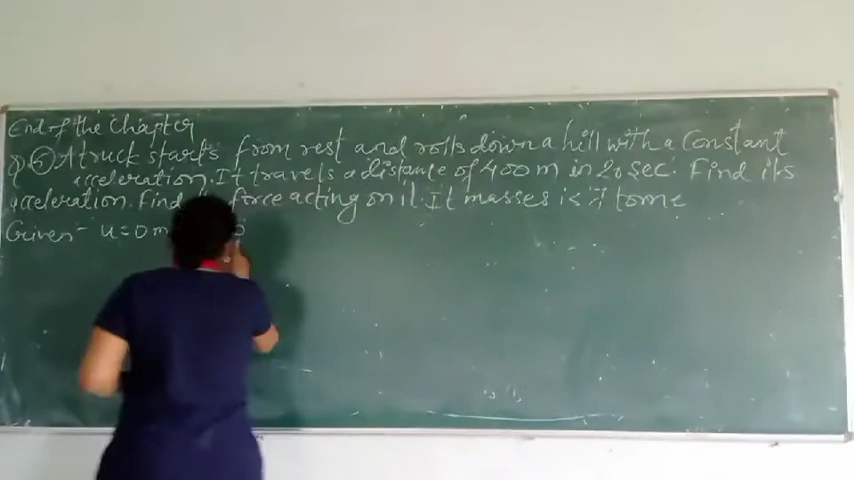 End of the chapter
Q 5 A truck starts from rest and rolls down a hill with a Constant
acceleration. It travels a distance of 400 m in 20 sec. Find its
acceleration. Find force acting on it. It masses is 7 tonne
Given- u = 0 m